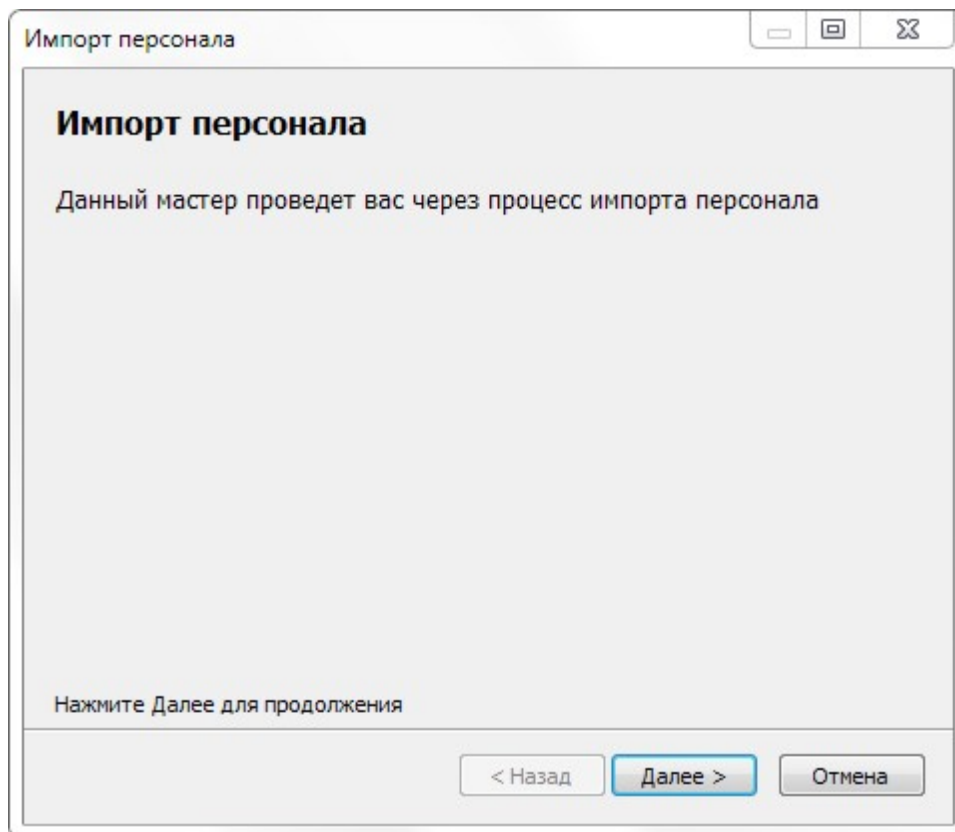 Импорт персонала
Импорт персонала
Данный мастер проведет вас через процесс импорта персонала
Нажмите Далее для продолжения
< Назад Далее > Отмена